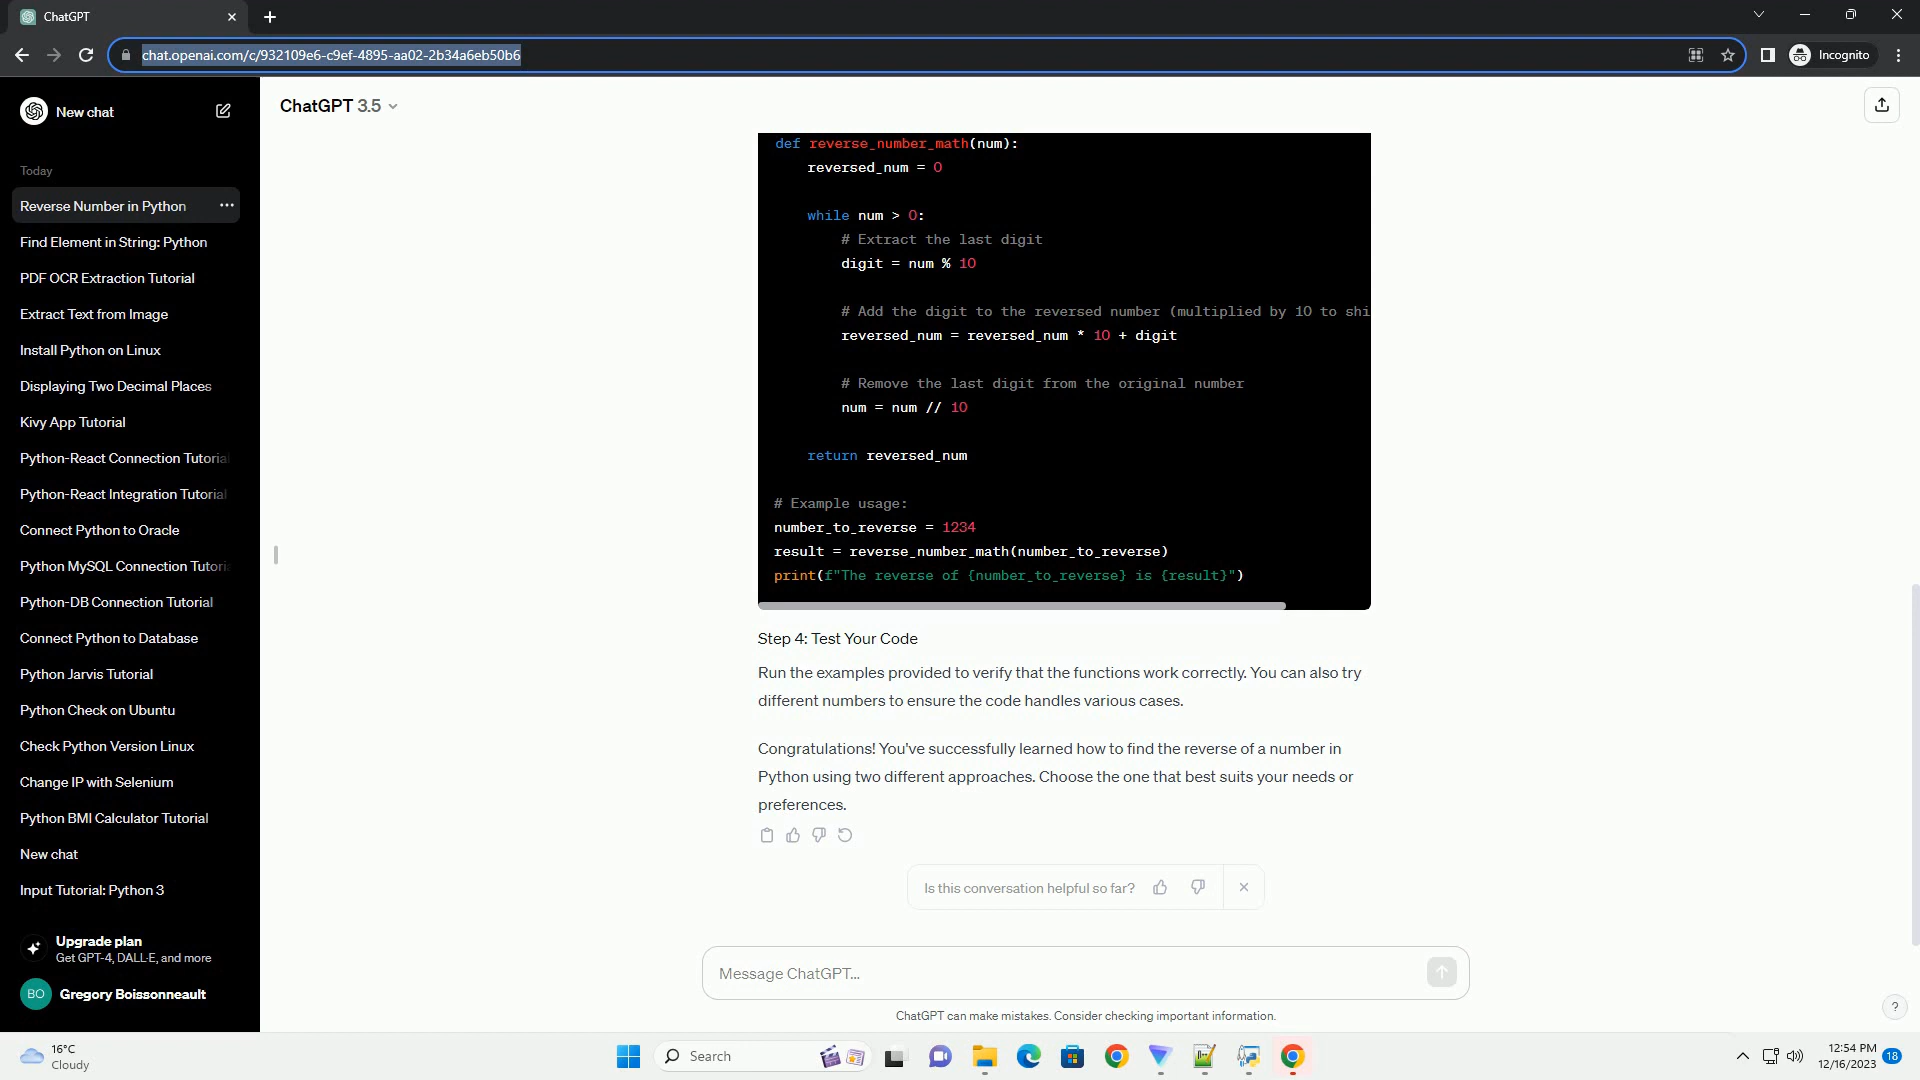 ChatGPT
chat.openai.com/c/932109e6-c9ef-4895-aa02-2b34a6eb50b6
Incognito
New chat
Today
Reverse Number in Python
Find Element in String: Python
PDF OCR Extraction Tutorial
Extract Text from Image
Install Python on Linux
Displaying Two Decimal Places
Kivy App Tutorial
Python-React Connection Tutoria
Python-React Integration Tutorial
Connect Python to Oracle
Python MySQL Connection Tutori
Python-DB Connection Tutorial
Connect Python to Database
Python Jarvis Tutorial
Python Check on Ubuntu
Check Python Version Linux
Change IP with Selenium
Python BMI Calculator Tutorial
New chat
Input Tutorial: Python 3
Upgrade plan
Get GPT-4, DALL·E, and more
BO
Gregory Boissonneault
ChatGPT 3.5
def reverse_number_math(num):
reversed_num = 0
while num > 0:
# Extract the last digit
digit = num % 10
# Add the digit to the reversed number (multiplied by 10 to shi
reversed_num = reversed_num * 10 + digit
# Remove the last digit from the original number
num = num // 10
return reversed_num
# Example usage:
number_to_reverse = 1234
result = reverse_number_math(number_to_reverse)
print(f"The reverse of {number_to_reverse} is {result}")
Step 4: Test Your Code
Run the examples provided to verify that the functions work correctly. You can also try
different numbers to ensure the code handles various cases.
Congratulations! You've successfully learned how to find the reverse of a number in
Python using two different approaches. Choose the one that best suits your needs or
preferences.
Is this conversation helpful so far?
Message ChatGPT...
ChatGPT can make mistakes. Consider checking important information.
?
16°C
Cloudy
Search
12:54 PM
12/16/2023
18